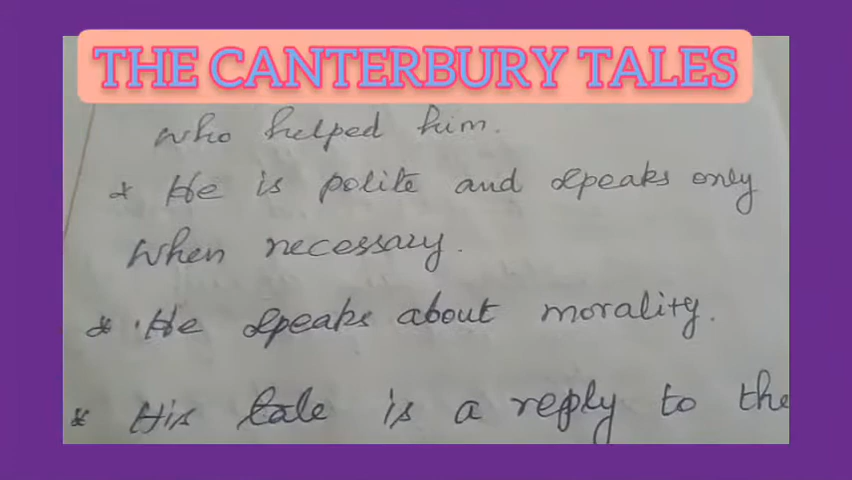 THE CANTERBURY TALES
who helped him.
* He is polite and speaks only
when necessary.
* He speaks about morality.
* His tale is a reply to the